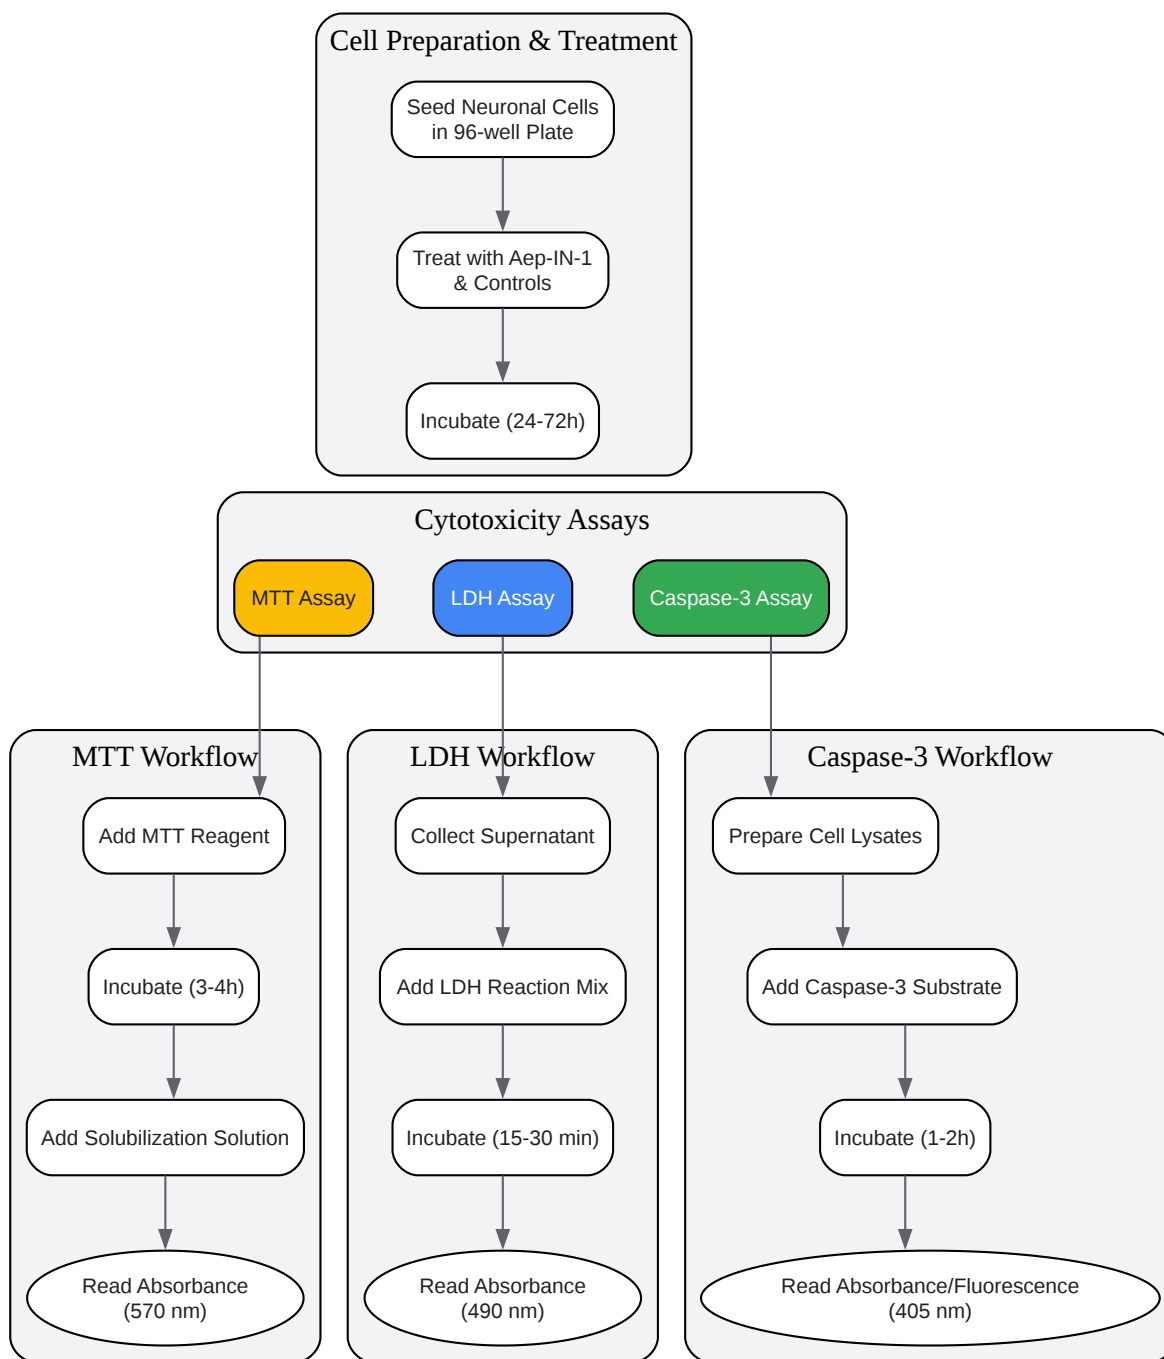 Cell Preparation & Treatment
Seed Neuronal Cells
in 96-well Plate
Treat with Aep-IN-1
& Controls
Incubate (24-72h)
Cytotoxicity Assays
MTT Assay
LDH Assay
Caspase-3 Assay
MTT Workflow
Add MTT Reagent
Incubate (3-4h)
Add Solubilization Solution
Read Absorbance
(570 nm)
LDH Workflow
Collect Supernatant
Add LDH Reaction Mix
Incubate (15-30 min)
Read Absorbance
(490 nm)
Caspase-3 Workflow
Prepare Cell Lysates
Add Caspase-3 Substrate
Incubate (1-2h)
Read Absorbance/Fluorescence
(405 nm)